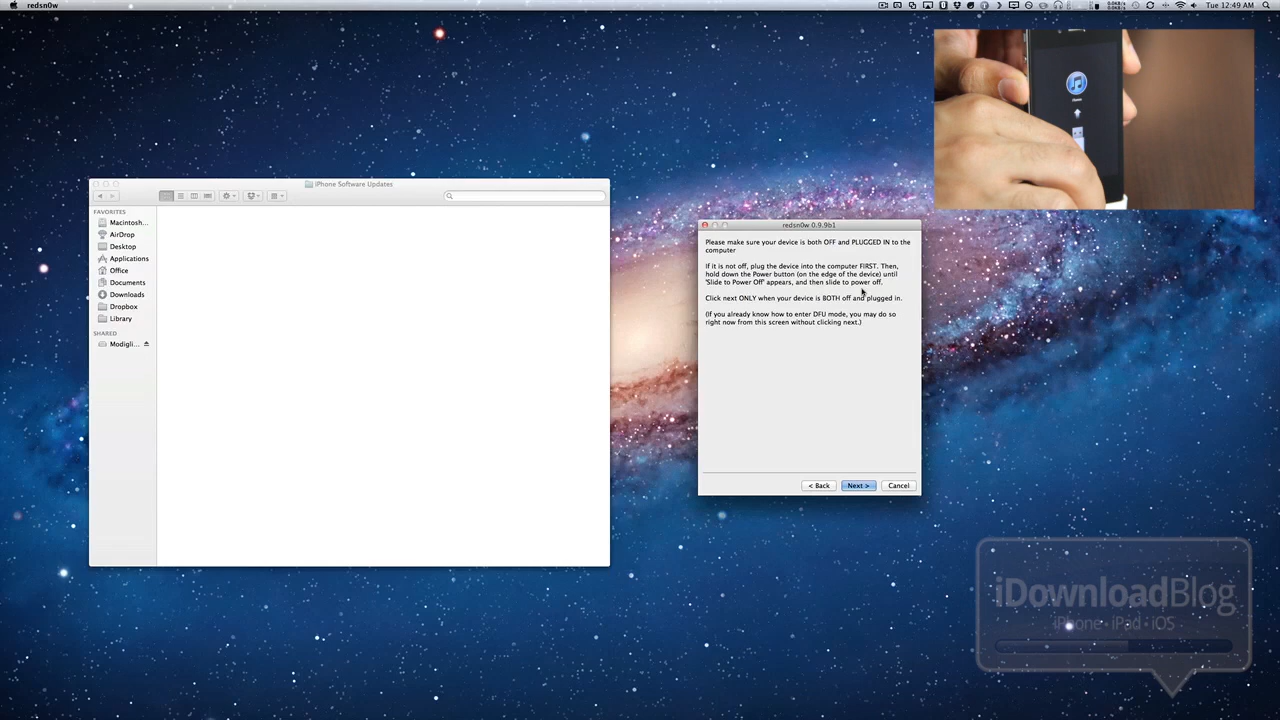 redsn0w
Tue 12:49 AM
iPhone Software Updates
FAVORITES
Macintosh...
AirDrop
Desktop
Applications
Office
Documents
Downloads
Dropbox
Library
SHARED
Modigli...
redsn0w 0.9.9b1
Please make sure your device is both OFF and PLUGGED IN to the
computer
If it is not off, plug the device into the computer FIRST. Then,
hold down the Power button (on the edge of the device) until
'Slide to Power Off' appears, and then slide to power off.
Click next ONLY when your device is BOTH off and plugged in.
(If you already know how to enter DFU mode, you may do so
right now from this screen without clicking next.)
< Back
Next >
Cancel
iDownloadBlog
iPhone • iPad • iOS